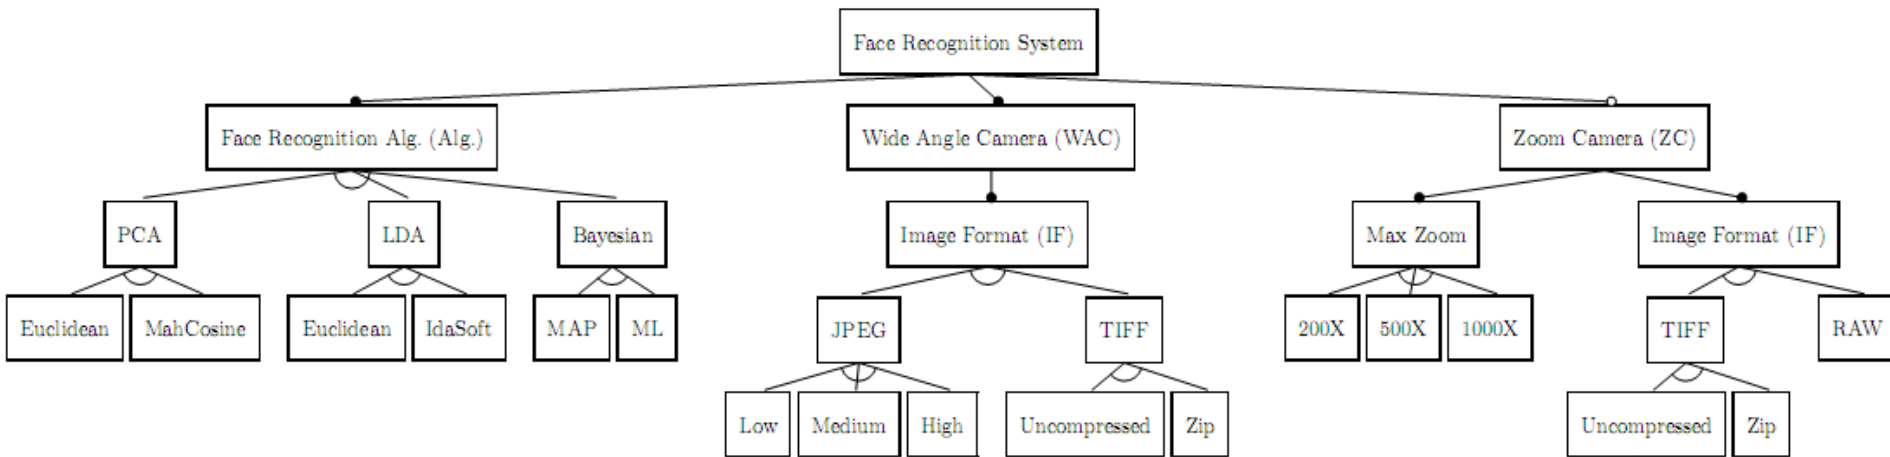 Face Recognition System
Face Recognition Alg. (Alg.)
Wide Angle Camera (WAC)
Zoom Camera (ZC)
PCA
LDA
Bayesian
Image Format (IF)
Max Zoom
Image Format (IF)
Euclidean
MahCosine
Euclidean
IdaSoft
MAP
ML
JPEG
TIFF
200X
500X
1000X
TIFF
RAW
Low
Medium
High
Uncompressed
Zip
Uncompressed
Zip